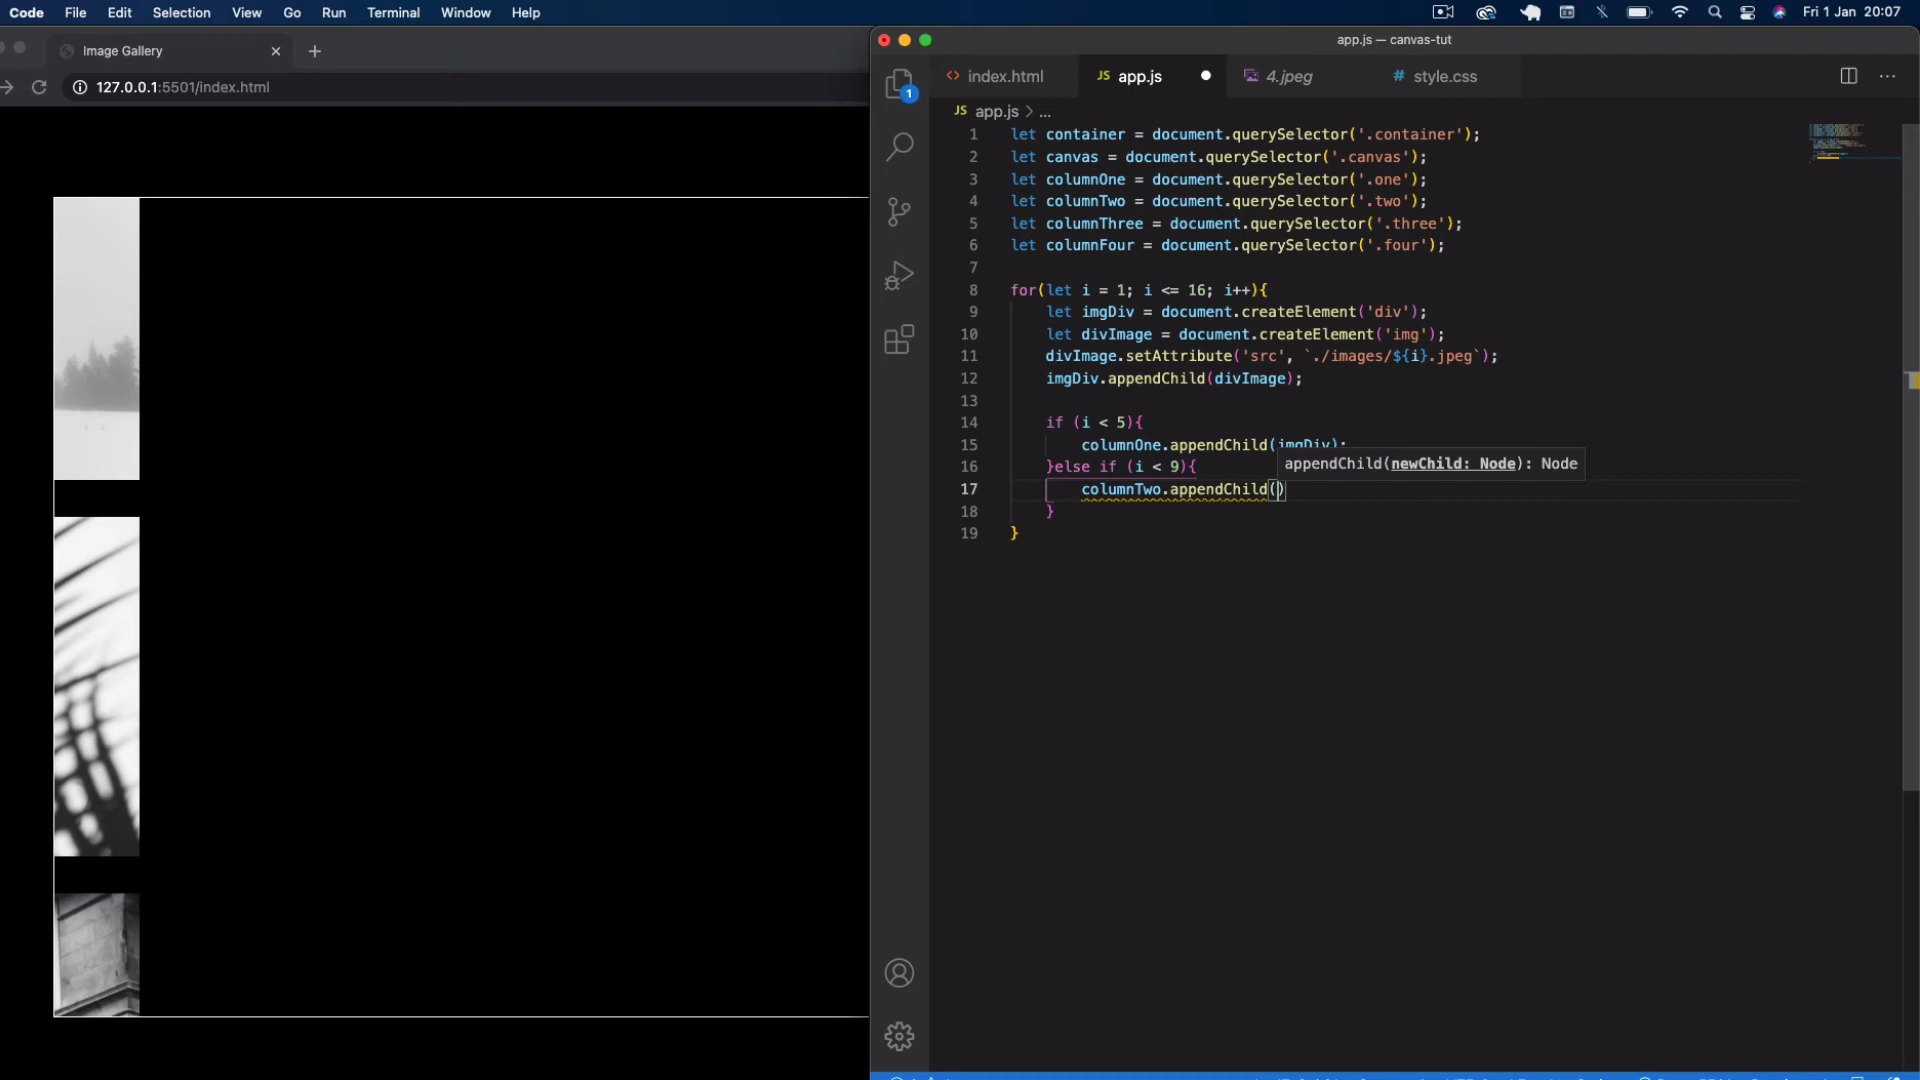 Code File Edit Selection View Go Run Terminal Window Help Fri 1 Jan 20:07
Image Gallery
127.0.0.1:5501/index.html
app.js — canvas-tut
1
<> index.html JS app.js 4.jpeg # style.css
JS app.js > ...
1 let container = document.querySelector('.container');
2 let canvas = document.querySelector('.canvas');
3 let columnOne = document.querySelector('.one');
4 let columnTwo = document.querySelector('.two');
5 let columnThree = document.querySelector('.three');
6 let columnFour = document.querySelector('.four');
7
8 for(let i = 1; i <= 16; i++){
9 let imgDiv = document.createElement('div');
10 let divImage = document.createElement('img');
11 divImage.setAttribute('src', `./images/${i}.jpeg`);
12 imgDiv.appendChild(divImage);
13
14 if (i < 5){
15 columnOne.appendChild(imgDiv);
16 }else if (i < 9){
appendChild(newChild: Node): Node
17 columnTwo.appendChild()
18 }
19 }